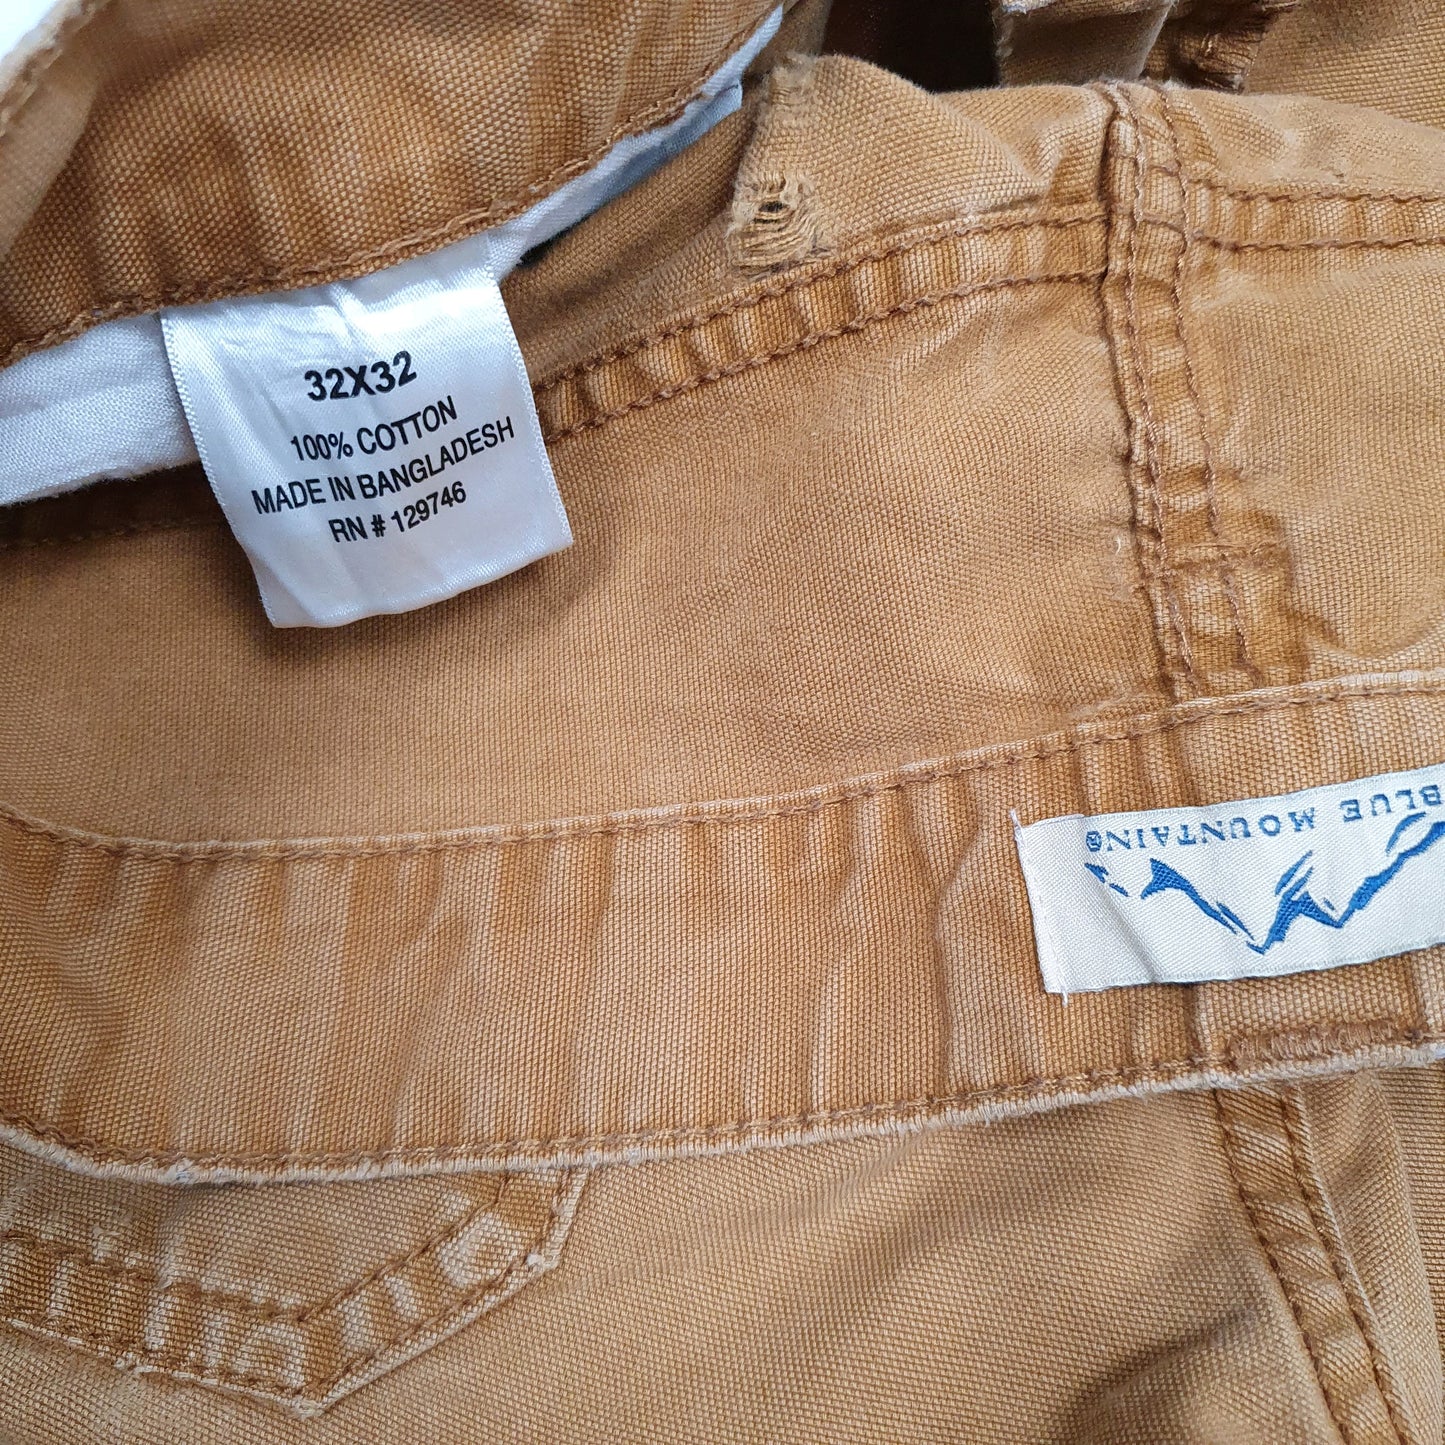 32X32
100% COTTON
MADE IN BANGLADESH
RN # 129746
BLUE MOUNTAIN®